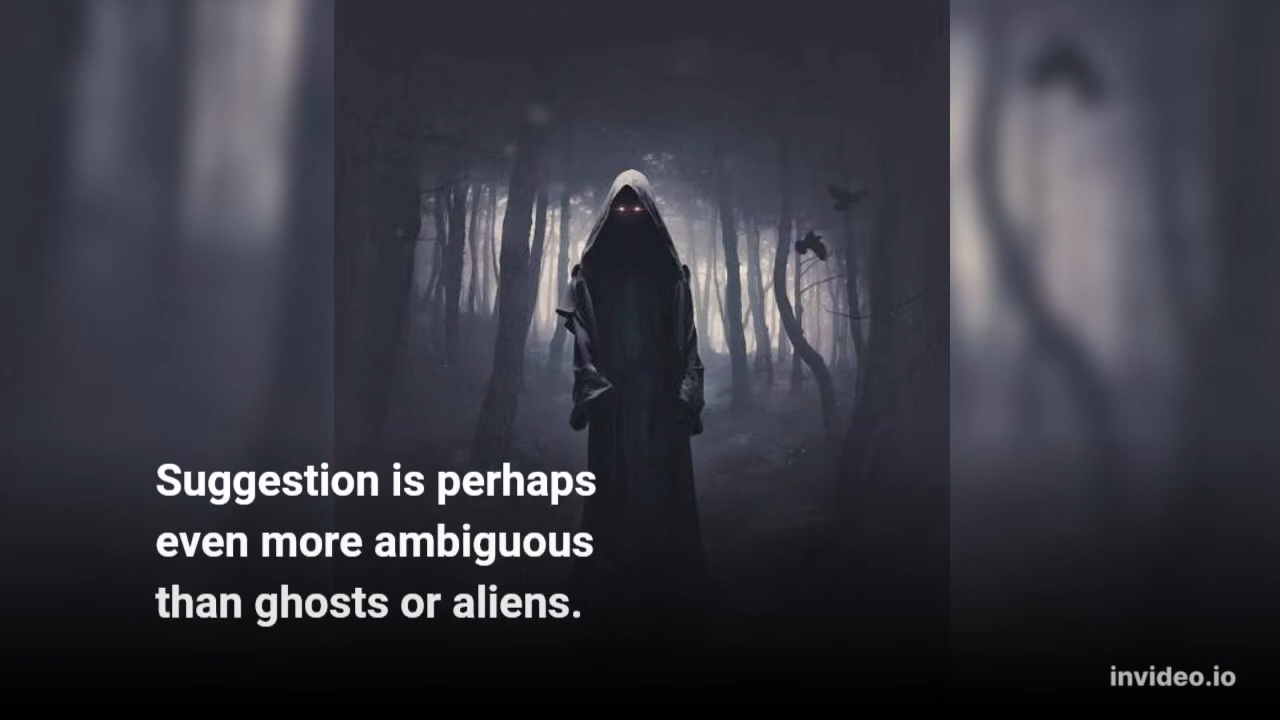 Suggestion is perhaps
even more ambiguous
than ghosts or aliens.
invideo.io